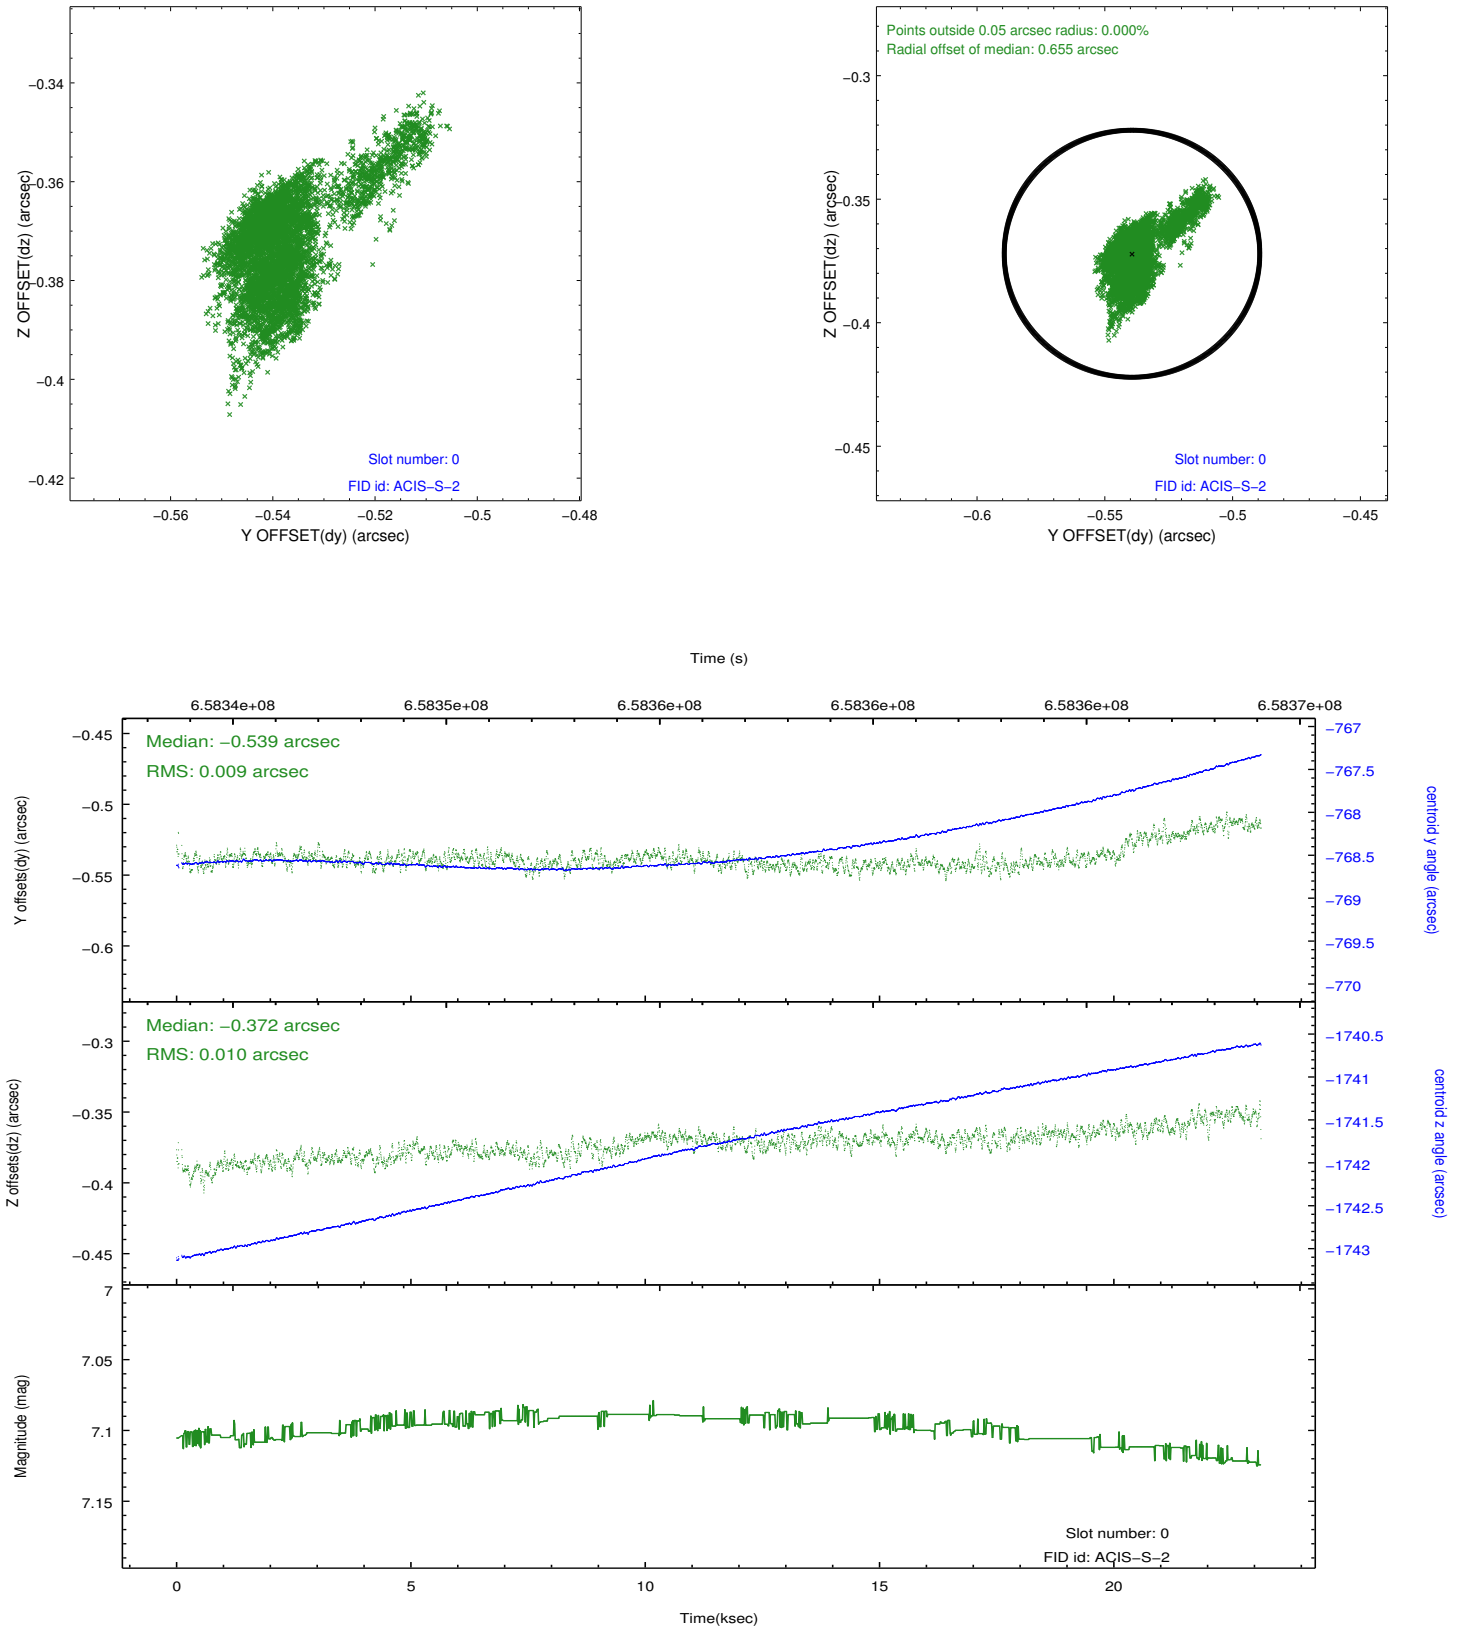 −0.34
−0.36
−0.38
−0.4
−0.42
Z OFFSET(dz) (arcsec)
Slot number: 0
FID id: ACIS−S−2
−0.56
−0.54
−0.52
−0.5
−0.48
Y OFFSET(dy) (arcsec)
Points outside 0.05 arcsec radius: 0.000%
Radial offset of median: 0.655 arcsec
−0.3
−0.35
−0.4
−0.45
Z OFFSET(dz) (arcsec)
Slot number: 0
FID id: ACIS−S−2
−0.6
−0.55
−0.5
−0.45
Y OFFSET(dy) (arcsec)
Time (s)
6.5834e+08
6.5835e+08
6.5836e+08
6.5836e+08
6.5836e+08
6.5837e+08
Median: −0.539 arcsec
RMS: 0.009 arcsec
−0.45
−0.5
−0.55
−0.6
Y offsets(dy) (arcsec)
−767
−767.5
−768
−768.5
−769
−769.5
−770
centroid y angle (arcsec)
Median: −0.372 arcsec
RMS: 0.010 arcsec
−0.3
−0.35
−0.4
−0.45
Z offsets(dz) (arcsec)
−1740.5
−1741
−1741.5
−1742
−1742.5
−1743
centroid z angle (arcsec)
7
7.05
7.1
7.15
Magnitude (mag)
Slot number: 0
FID id: ACIS−S−2
0
5
10
15
20
Time(ksec)